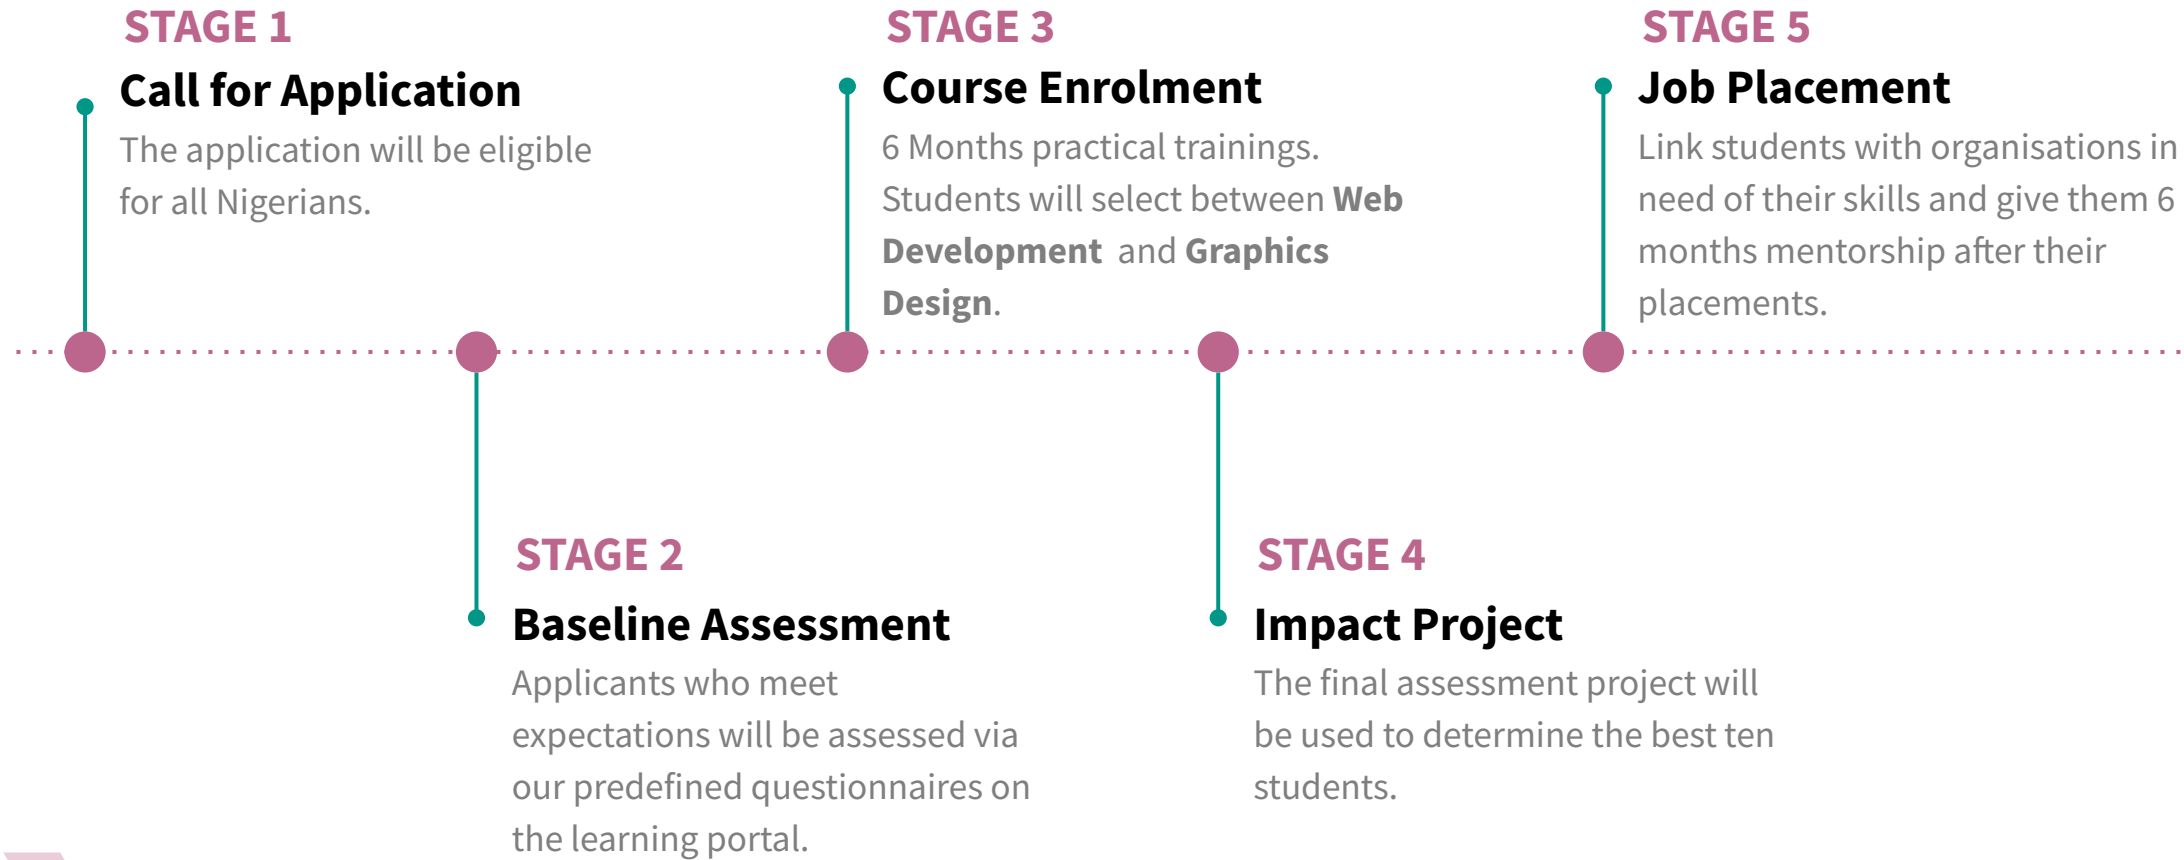 STAGE 1
Call for Application
The application will be eligible
for all Nigerians.
STAGE 2
Baseline Assessment
Applicants who meet
expectations will be assessed via
our predefined questionnaires on
the learning portal.
STAGE 3
Course Enrolment
6 Months practical trainings.
Students will select between Web
Development and Graphics
Design.
STAGE 4
Impact Project
The final assessment project will
be used to determine the best ten
students.
STAGE 5
Job Placement
Link students with organisations in
need of their skills and give them 6
months mentorship after their
placements.